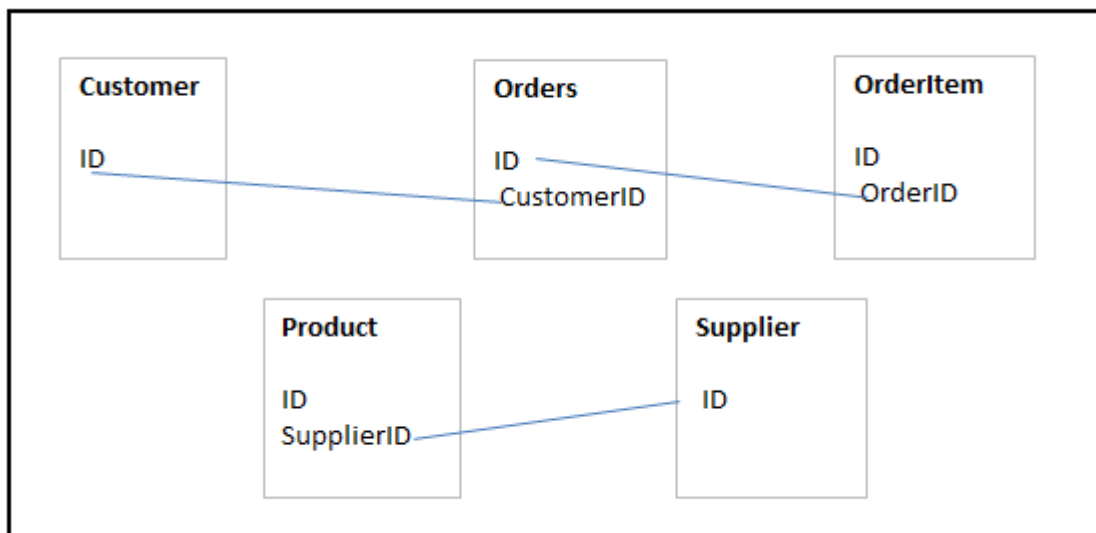 Customer
ID
Orders
ID
CustomerID
OrderItem
ID
OrderID
Product
ID
SupplierID
Supplier
ID